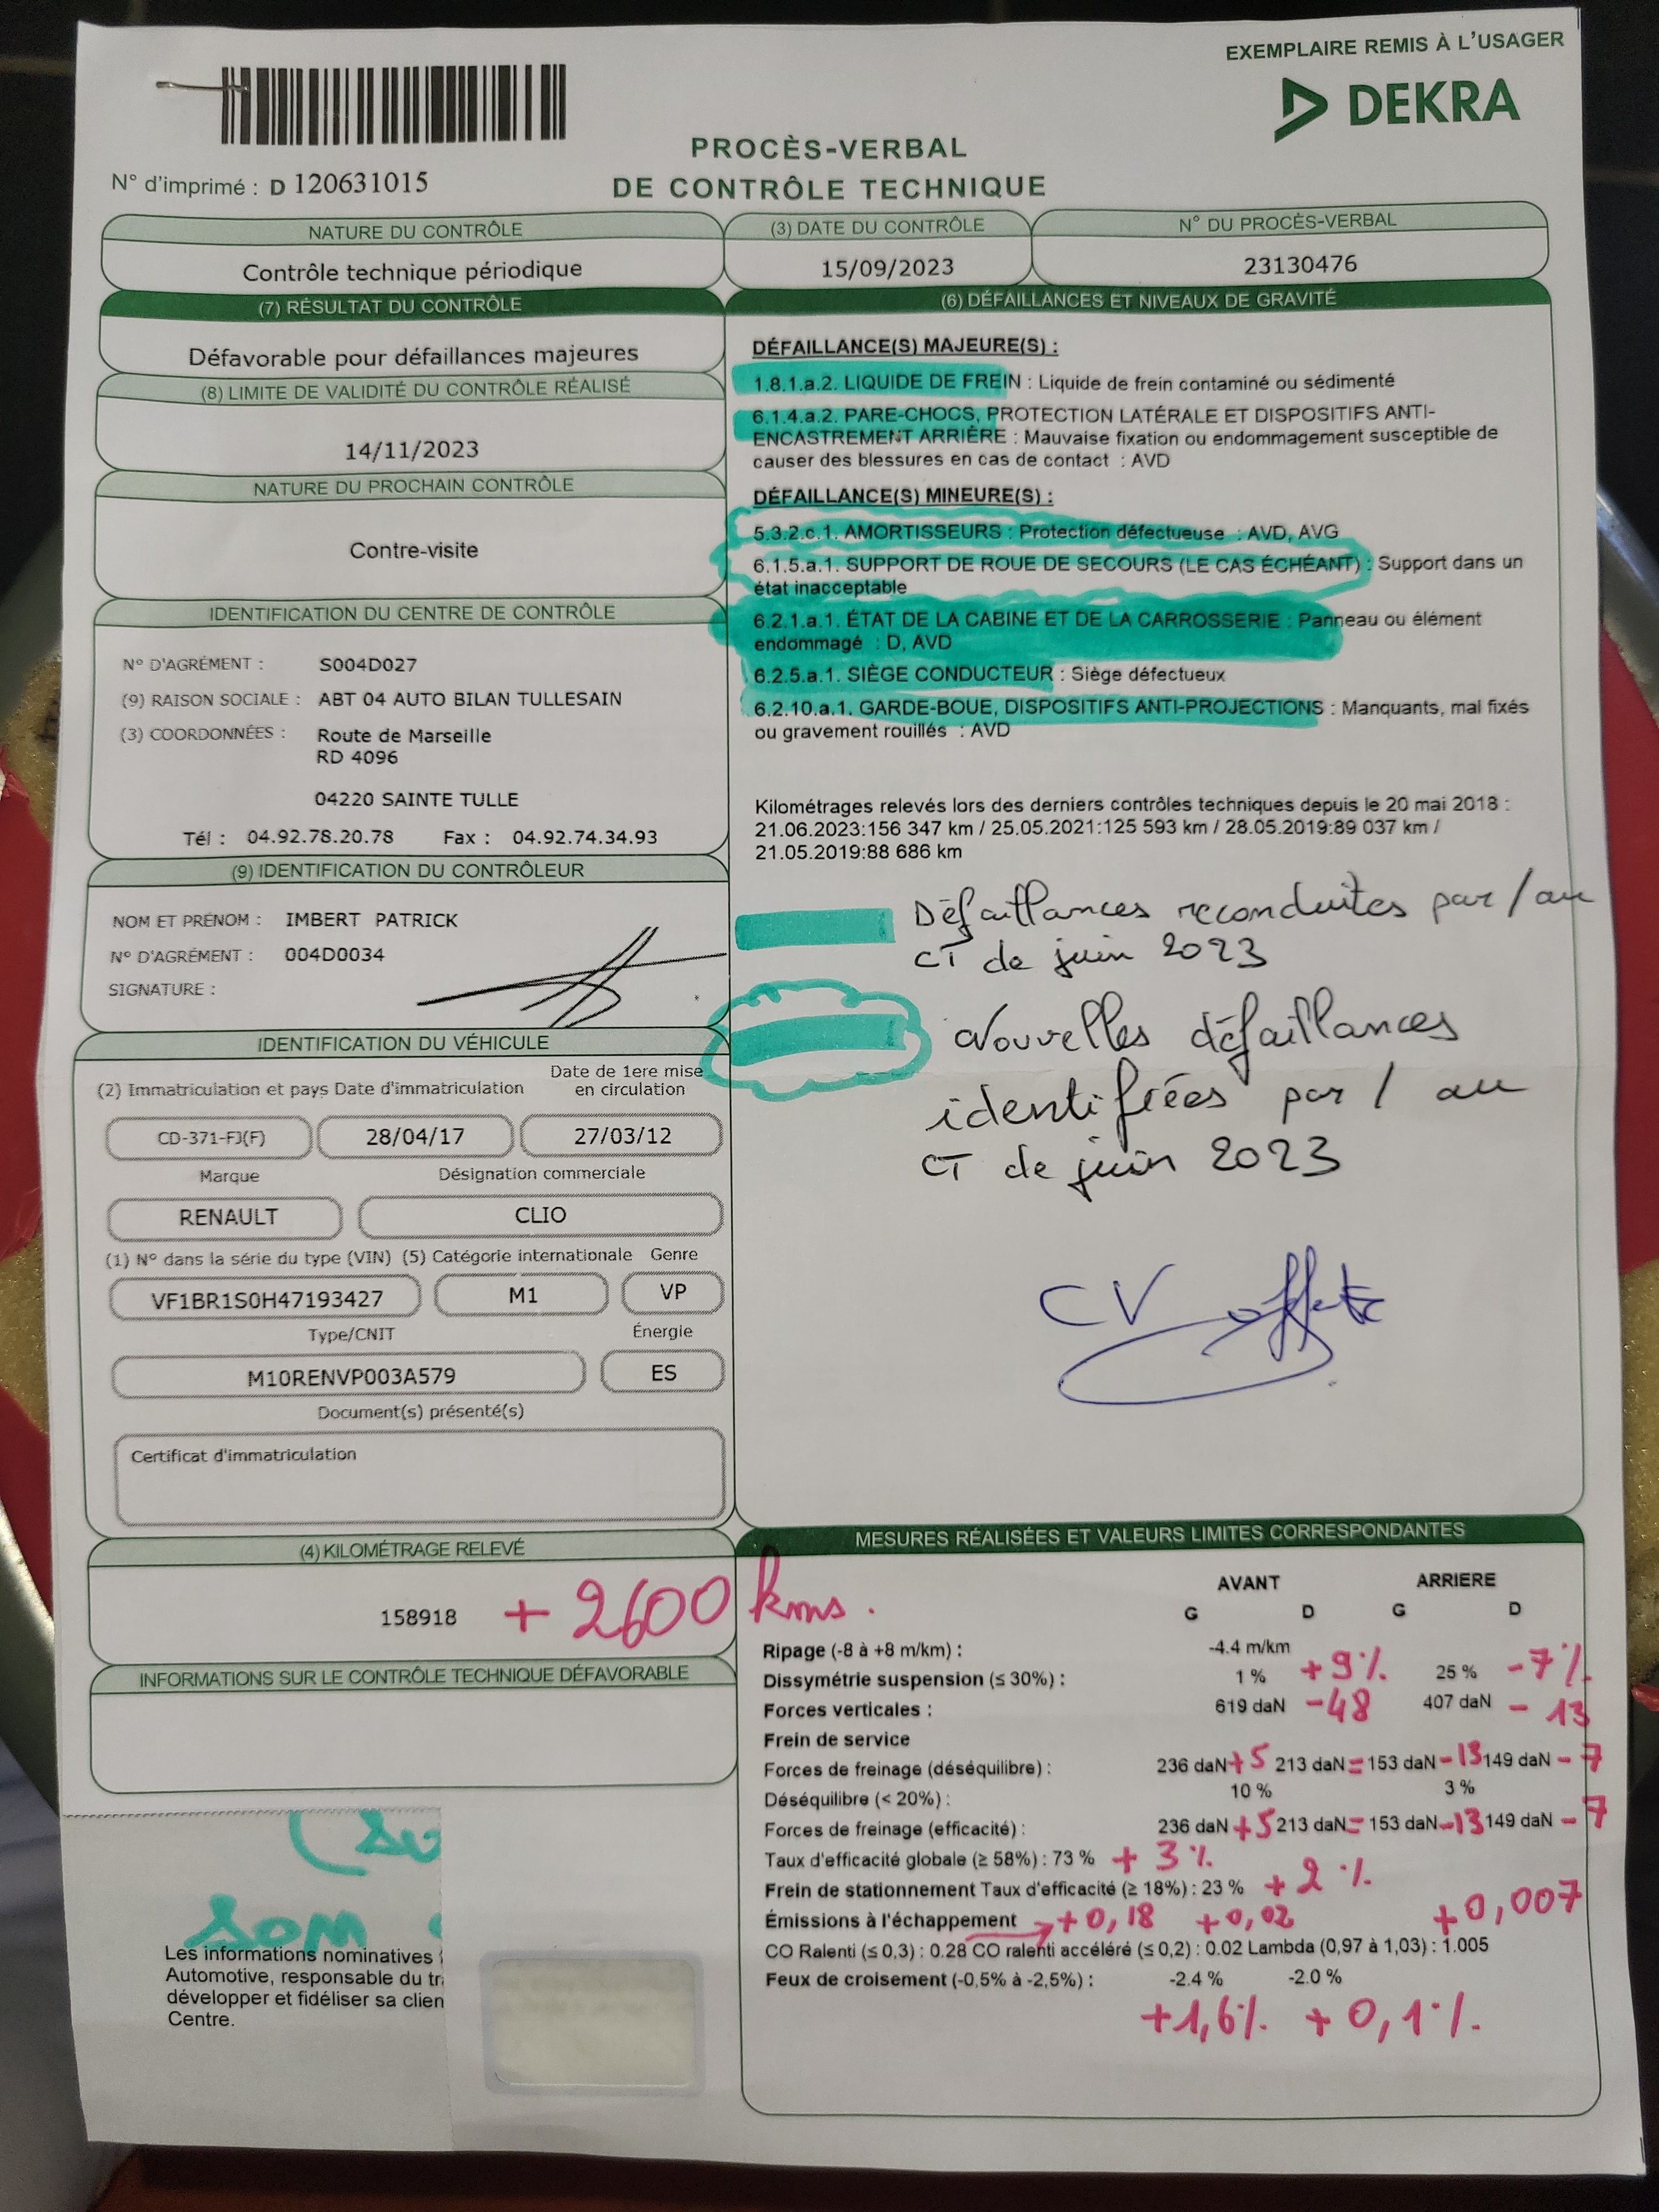 EXEMPLAIRE REMIS À L'USAGER
DEKRA
PROCÈS-VERBAL
DE CONTRÔLE TECHNIQUE
N° d'imprimé : D 120631015
NATURE DU CONTRÔLE
Contrôle technique périodique
(3) DATE DU CONTRÔLE
15/09/2023
N° DU PROCÈS-VERBAL
23130476
(7) RÉSULTAT DU CONTRÔLE
Défavorable pour défaillances majeures
(8) LIMITE DE VALIDITÉ DU CONTRÔLE RÉALISÉ
14/11/2023
NATURE DU PROCHAIN CONTRÔLE
Contre-visite
IDENTIFICATION DU CENTRE DE CONTRÔLE
N° D'AGRÉMENT : S004D027
(9) RAISON SOCIALE : ABT 04 AUTO BILAN TULLESAIN
(3) COORDONNÉES : Route de Marseille
RD 4096
04220 SAINTE TULLE
Tél : 04.92.78.20.78 Fax : 04.92.74.34.93
(9) IDENTIFICATION DU CONTRÔLEUR
NOM ET PRÉNOM : IMBERT PATRICK
N° D'AGRÉMENT : 004D0034
SIGNATURE :
IDENTIFICATION DU VÉHICULE
(2) Immatriculation et pays Date d'immatriculation Date de 1ere mise
en circulation
CD-371-FJ(F) 28/04/17 27/03/12
Marque Désignation commerciale
RENAULT CLIO
(1) N° dans la série du type (VIN) (5) Catégorie internationale Genre
VF1BR1S0H47193427 M1 VP
Type/CNIT Énergie
M10RENVP003A579 ES
Document(s) présenté(s)
Certificat d'immatriculation
(4) KILOMÉTRAGE RELEVÉ
158918 + 2600 kms.
INFORMATIONS SUR LE CONTRÔLE TECHNIQUE DÉFAVORABLE
Les informations nominatives
Automotive, responsable du
développer et fidéliser sa
Centre.
(6) DÉFAILLANCES ET NIVEAUX DE GRAVITÉ
DÉFAILLANCE(S) MAJEURE(S) :
1.8.1.a.2. LIQUIDE DE FREIN : Liquide de frein contaminé ou sédimenté
6.1.4.a.2. PARE-CHOCS, PROTECTION LATÉRALE ET DISPOSITIFS ANTI-
ENCASTREMENT ARRIÈRE : Mauvaise fixation ou endommagement susceptible de
causer des blessures en cas de contact : AVD
DÉFAILLANCE(S) MINEURE(S) :
5.3.2.c.1. AMORTISSEURS : Protection défectueuse : AVD, AVG
6.1.5.a.1. SUPPORT DE ROUE DE SECOURS (LE CAS ÉCHÉANT) : Support dans un
état inacceptable
6.2.1.a.1. ÉTAT DE LA CABINE ET DE LA CARROSSERIE : Panneau ou élément
endommagé : D, AVD
6.2.5.a.1. SIÈGE CONDUCTEUR : Siège défectueux
6.2.10.a.1. GARDE-BOUE, DISPOSITIFS ANTI-PROJECTIONS : Manquants, mal fixés
ou gravement rouillés : AVD
Kilométrages relevés lors des derniers contrôles techniques depuis le 20 mai 2018 :
21.06.2023:156 347 km / 25.05.2021:125 593 km / 28.05.2019:89 037 km /
21.05.2019:88 686 km
Défaillances reconduites par / au
CT de juin 2023
Nouvelles défaillances
identifiées par / au
CT de juin 2023
CV
MESURES RÉALISÉES ET VALEURS LIMITES CORRESPONDANTES
AVANT ARRIERE
G D G D
Ripage (-8 à +8 m/km) : -4.4 m/km
Dissymétrie suspension (≤ 30%) : 1 % +9% 25 % -7%
Forces verticales : 619 daN -48 407 daN - 13
Frein de service
Forces de freinage (déséquilibre) : 236 daN +5 213 daN = 153 daN -13 149 daN - 7
Déséquilibre (< 20%) : 10 % 3 %
Forces de freinage (efficacité) : 236 daN +5 213 daN = 153 daN -13 149 daN - 7
Taux d'efficacité globale (≥ 58%) : 73 % + 3 %
Frein de stationnement Taux d'efficacité (≥ 18%) : 23 % + 2 %
Émissions à l'échappement +0,18 +0,02 +0,007
CO Ralenti (≤ 0,3) : 0.28 CO ralenti accéléré (≤ 0,2) : 0.02 Lambda (0,97 à 1,03) : 1.005
Feux de croisement (-0,5% à -2,5%) : -2.4 % -2.0 %
+1,6% + 0,1%